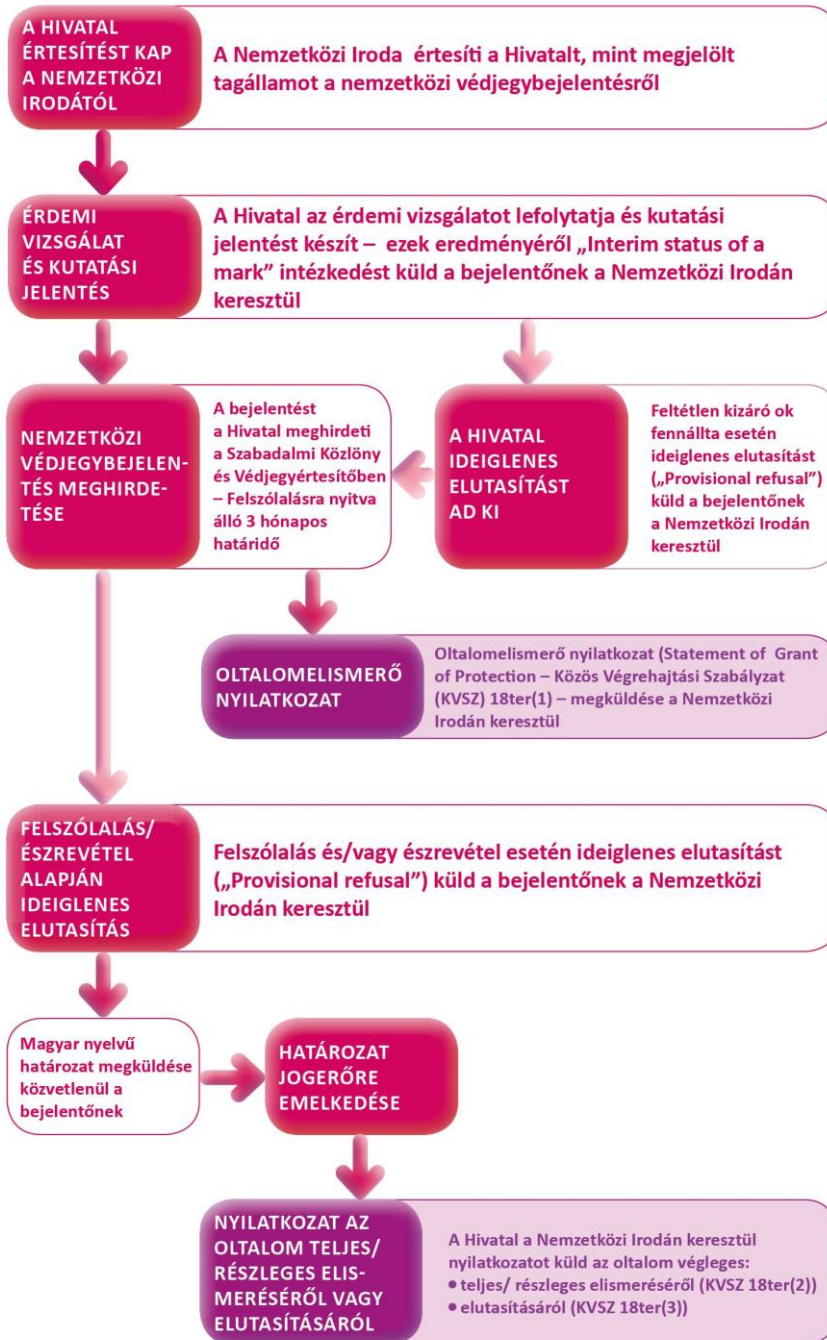 A HIVATAL
ÉRTESÍTÉST KAP
A NEMZETKÖZI
IRODÁTÓL
A Nemzetközi Iroda értesíti a Hivatalt, mint megjelölt
tagállamot a nemzetközi védjegybejelentésről
ÉRDEMI
VIZSGÁLAT
ÉS KUTATÁSI
JELENTÉS
A Hivatal az érdemi vizsgálatot lefolytatja és kutatási
jelentést készít – ezek eredményéről „Interim status of a
mark” intézkedést küld a bejelentőnek a Nemzetközi Irodán
keresztül
NEMZETKÖZI
VÉDJEGYBEJELEN-
TÉS MEGHIRDE-
TÉSE
A bejelentést
a Hivatal meghirdeti
a Szabadalmi Közlöny
és Védjegyértesítőben
– Felszólalásra nyitva
álló 3 hónapos
határidő
A HIVATAL
IDEIGLENES
ELUTASÍTÁST
AD KI
Feltétlen kizáró ok
fennállta esetén
ideiglenes elutasítást
(„Provisional refusal”)
küld a bejelentőnek
a Nemzetközi Irodán
keresztül
OLTALOMELISMERŐ
NYILATKOZAT
Oltalomelismerő nyilatkozat (Statement of Grant
of Protection – Közös Végrehajtási Szabályzat
(KVSZ) 18ter(1) – megküldése a Nemzetközi
Irodán keresztül
FELSZÓLALÁS/
ÉSZREVÉTEL
ALAPJÁN
IDEIGLENES
ELUTASÍTÁS
Felszólalás és/vagy észrevétel esetén ideiglenes elutasítást
(„Provisional refusal”) küld a bejelentőnek a Nemzetközi
Irodán keresztül
Magyar nyelvű
határozat megküldése
közvetlenül a
bejelentőnek
HATÁROZAT
JOGERŐRE
EMELKEDÉSE
NYILATKOZAT AZ
OLTALOM TELJES/
RÉSZLEGES ELIS-
MERÉSÉRŐL VAGY
ELUTASÍTÁSÁRÓL
A Hivatal a Nemzetközi Irodán keresztül
nyilatkozatot küld az oltalom végleges:
• teljes/ részleges elismeréséről (KVSZ 18ter(2))
• elutasításáról (KVSZ 18ter(3))